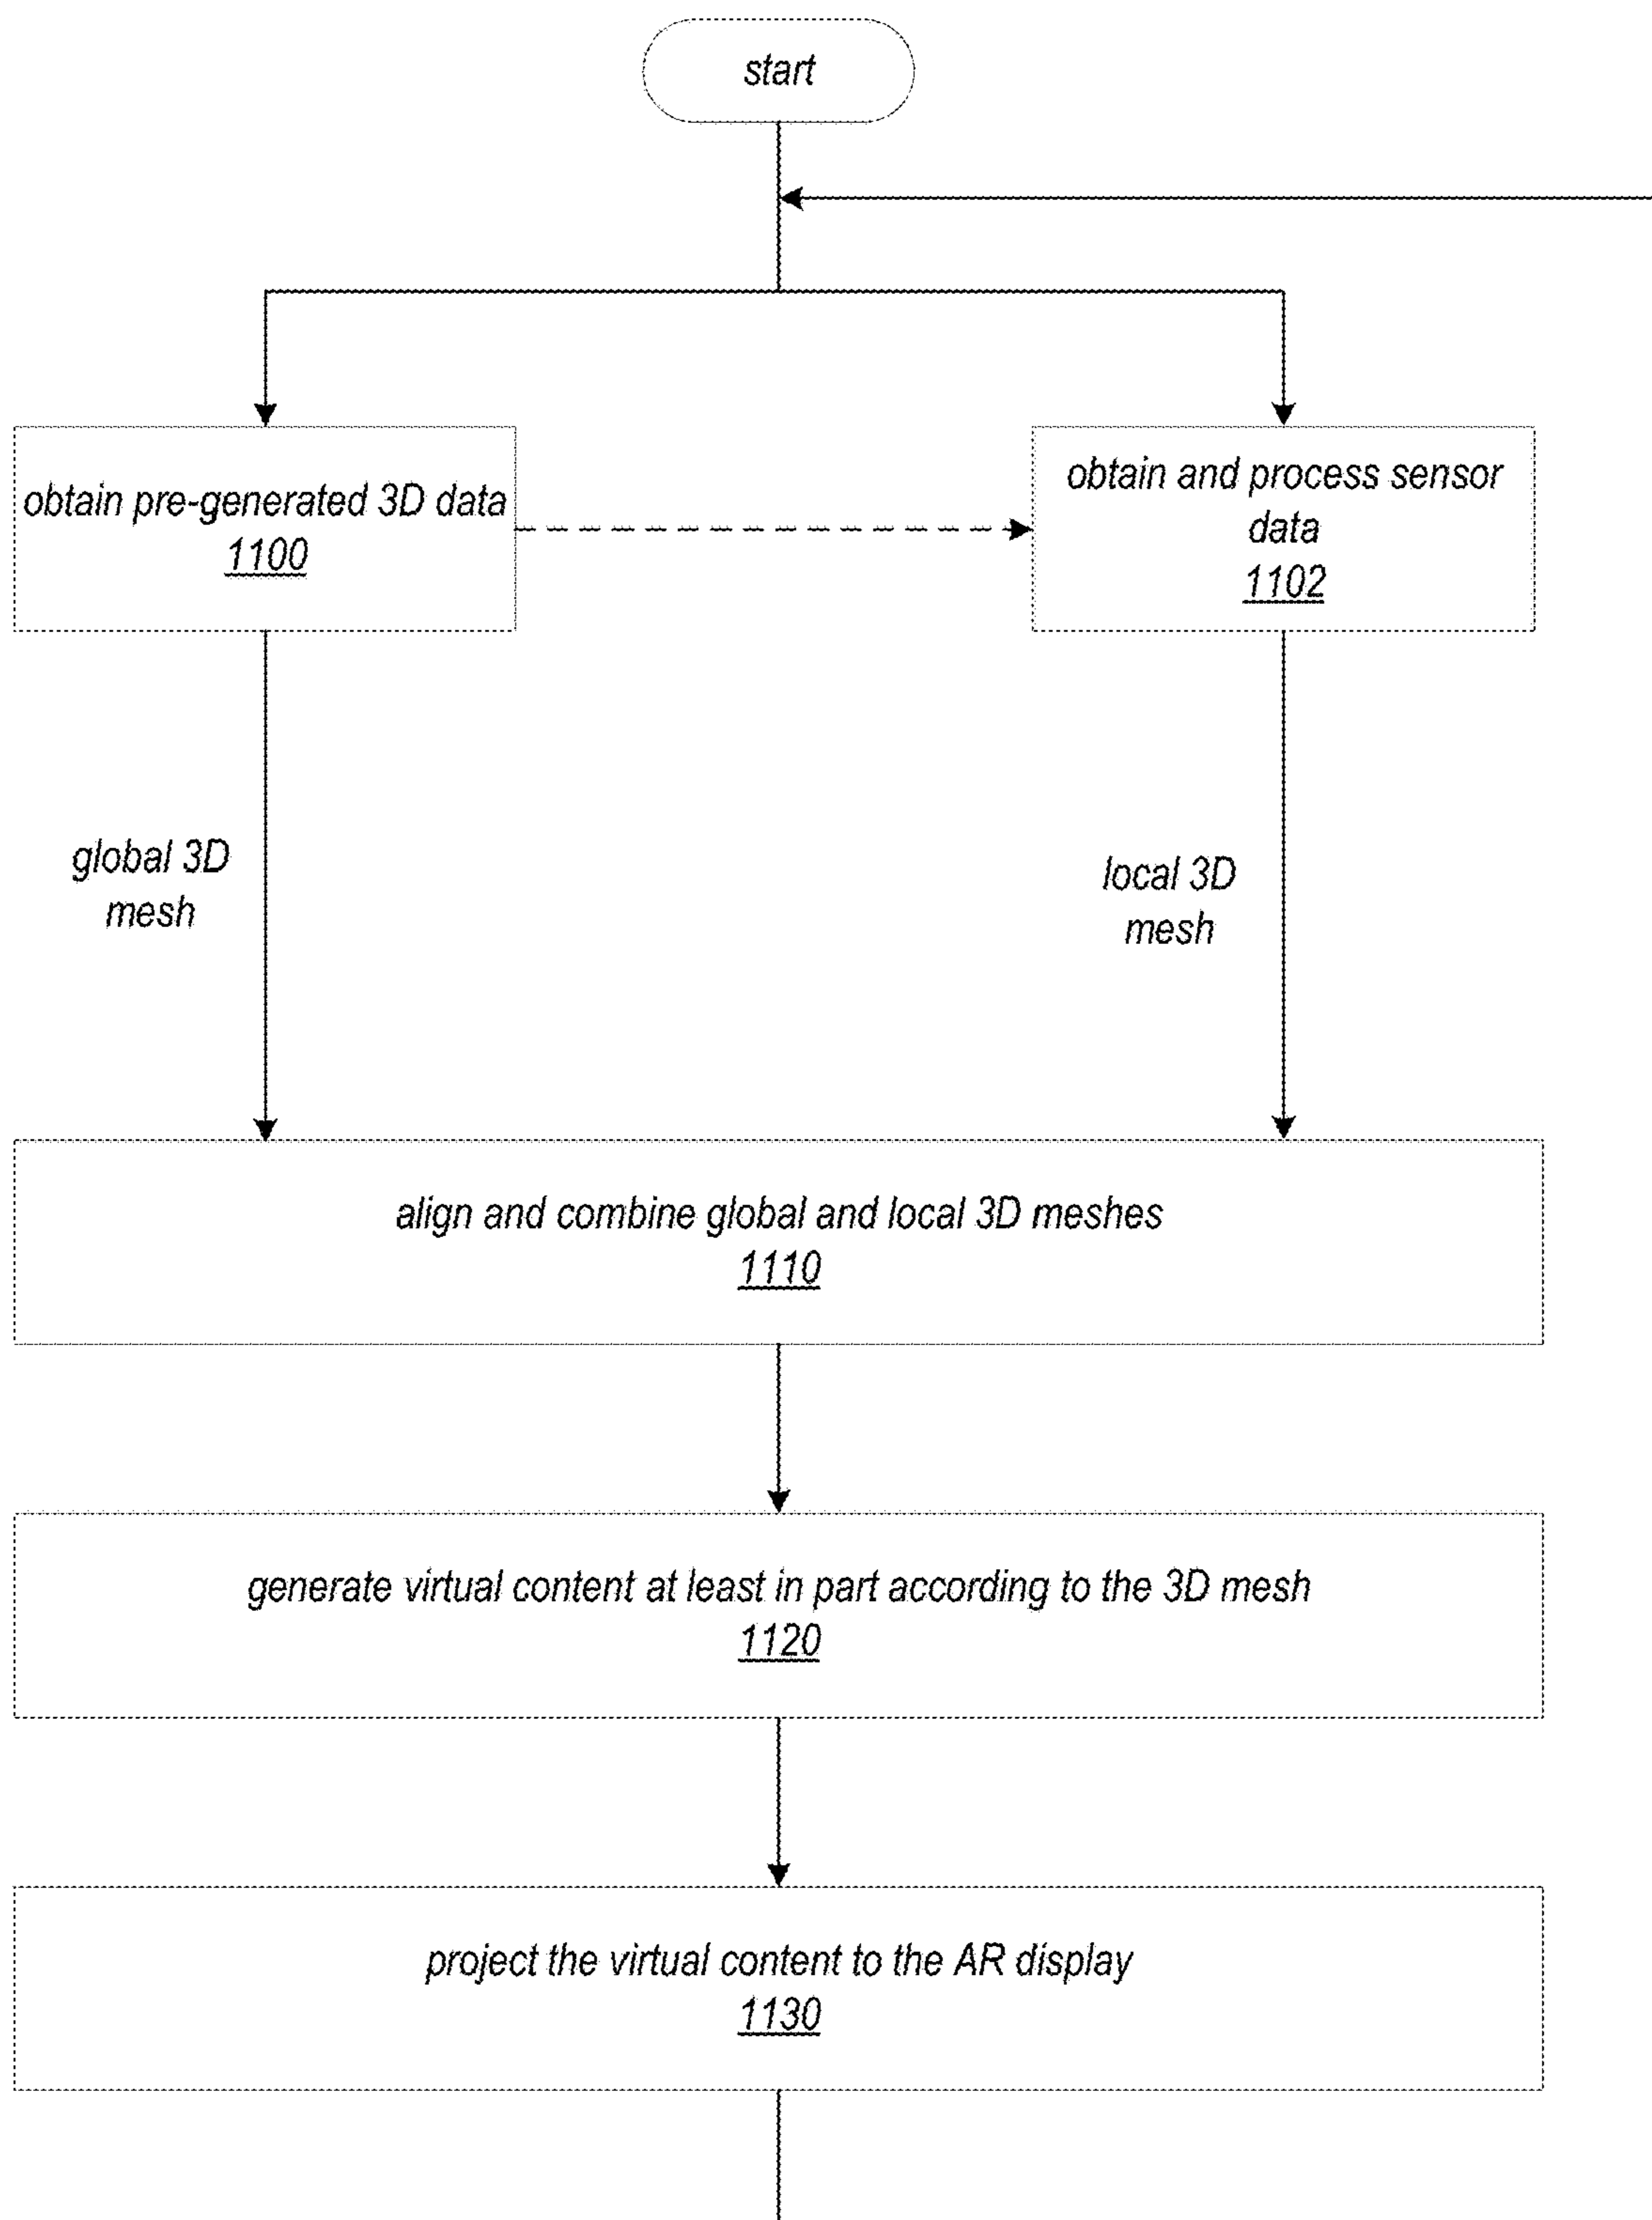 start
obtain pre-generated 3D data
1100
obtain and process sensor
data
1102
global 3D
mesh
local 3D
mesh
align and combine global and local 3D meshes
1110
generate virtual content at least in part according to the 3D mesh
1120
project the virtual content to the AR display
1130